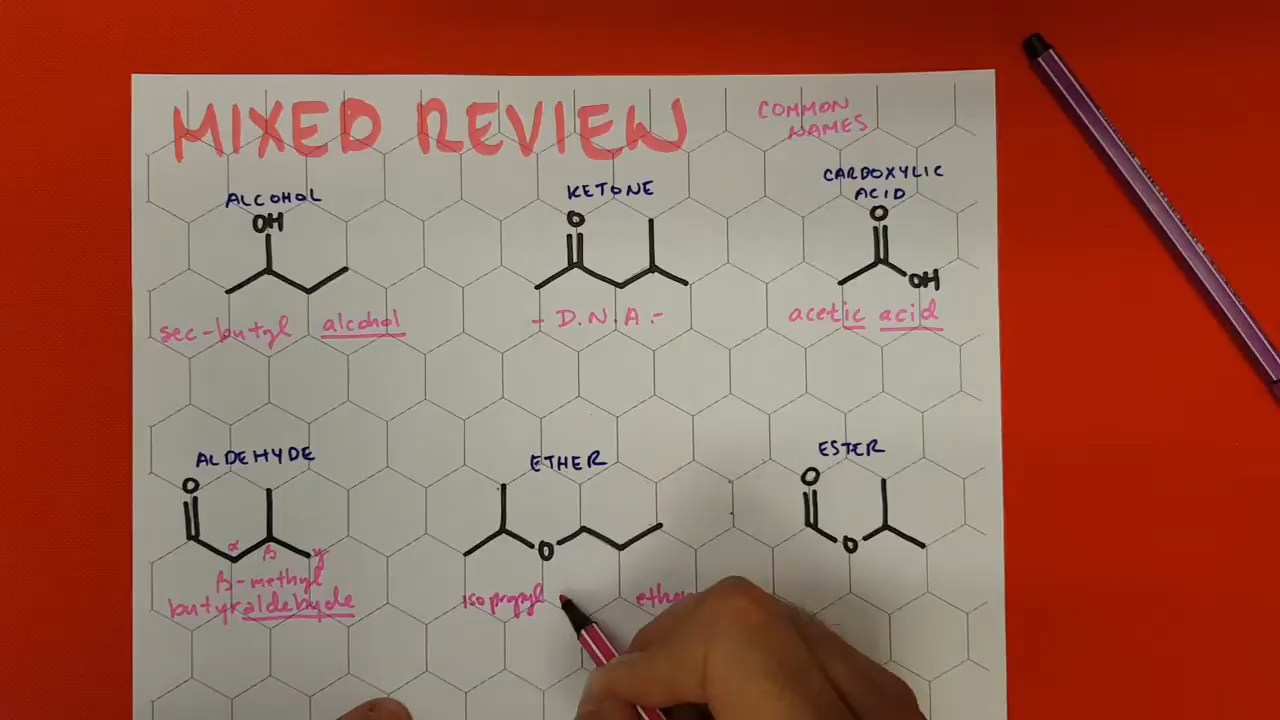 MIXED REVIEW
COMMON
NAMES
ALCOHOL
OH
sec-butyl alcohol
KETONE
O
- D.N.A. -
CARBOXYLIC
ACID
O
OH
acetic acid
ALDEHYDE
O
α β γ
β-methyl
butyraldehyde
ETHER
O
isopropyl ether
ESTER
O
O